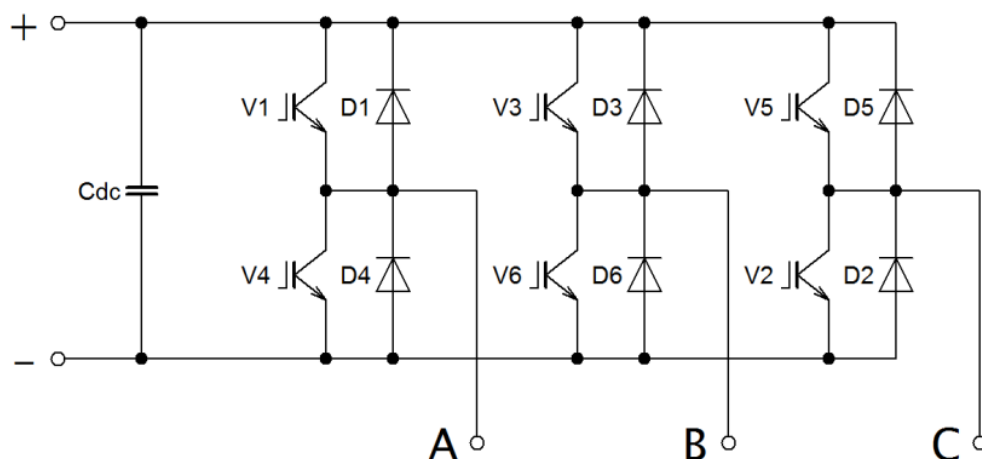 +
V1 D1 V3 D3 V5 D5
Cdc
V4 D4 V6 D6 V2 D2
−
A B C